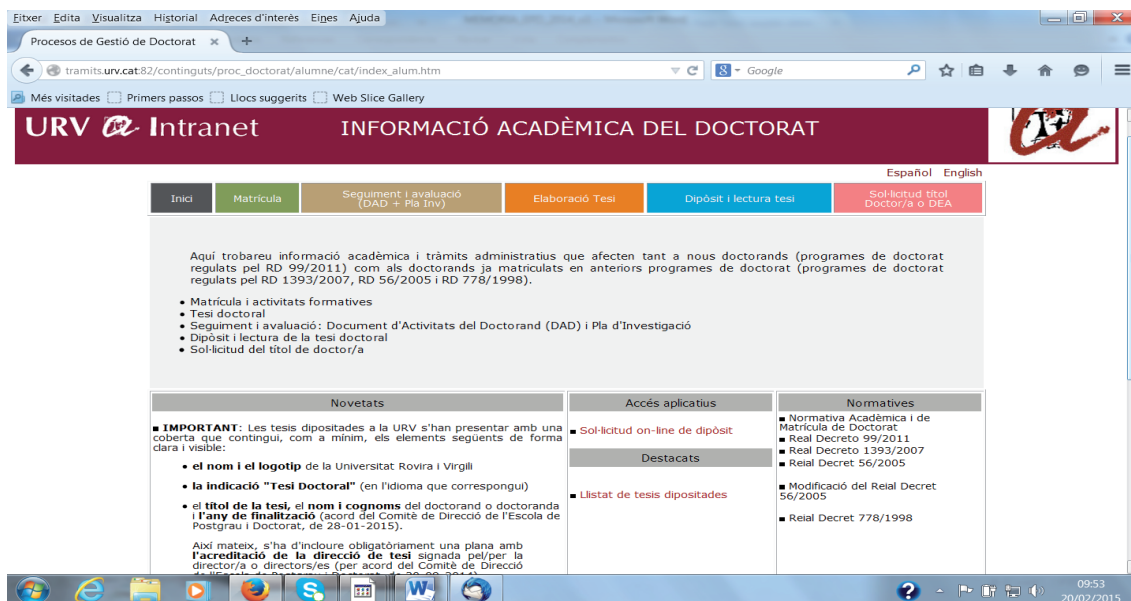 Fitxer Edita Visualitza Historial Adreces d'interès Eines Ajuda
Procesos de Gestió de Doctorat × +
tramits.urv.cat:82/continguts/proc_doctorat/alumne/cat/index_alum.htm
Google
Més visitades Primers passos Llocs suggerits Web Slice Gallery
URV Intranet INFORMACIÓ ACADÈMICA DEL DOCTORAT
Español English
Inici
Matrícula
Seguiment i avaluació
(DAD + Pla Inv)
Elaboració Tesi
Dipòsit i lectura tesi
Sol·licitud títol
Doctor/a o DEA
Aquí trobareu informació acadèmica i tràmits administratius que afecten tant a nous doctorands (programes de doctorat
regulats pel RD 99/2011) com als doctorands ja matriculats en anteriors programes de doctorat (programes de doctorat
regulats pel RD 1393/2007, RD 56/2005 i RD 778/1998).
• Matrícula i activitats formatives
• Tesi doctoral
• Seguiment i avaluació: Document d'Activitats del Doctorand (DAD) i Pla d'Investigació
• Dipòsit i lectura de la tesi doctoral
• Sol·licitud del títol de doctor/a
Novetats
IMPORTANT: Les tesis dipositades a la URV s'han presentar amb una
coberta que contingui, com a mínim, els elements següents de forma
clara i visible:
• el nom i el logotip de la Universitat Rovira i Virgili
• la indicació "Tesi Doctoral" (en l'idioma que correspongui)
• el títol de la tesi, el nom i cognoms del doctorand o doctoranda
i l'any de finalització (acord del Comitè de Direcció de l'Escola de
Postgrau i Doctorat, de 28-01-2015).
Així mateix, s'ha d'incloure obligatòriament una plana amb
l'acreditació de la direcció de tesi signada pel/per la
director/a o directors/es (per acord del Comitè de Direcció
Accés aplicatius
Sol·licitud on-line de dipòsit
Destacats
Llistat de tesis dipositades
Normatives
Normativa Acadèmica i de
Matrícula de Doctorat
Real Decreto 99/2011
Real Decreto 1393/2007
Reial Decret 56/2005
Modificació del Reial Decret
56/2005
Reial Decret 778/1998
09:53
20/02/2015